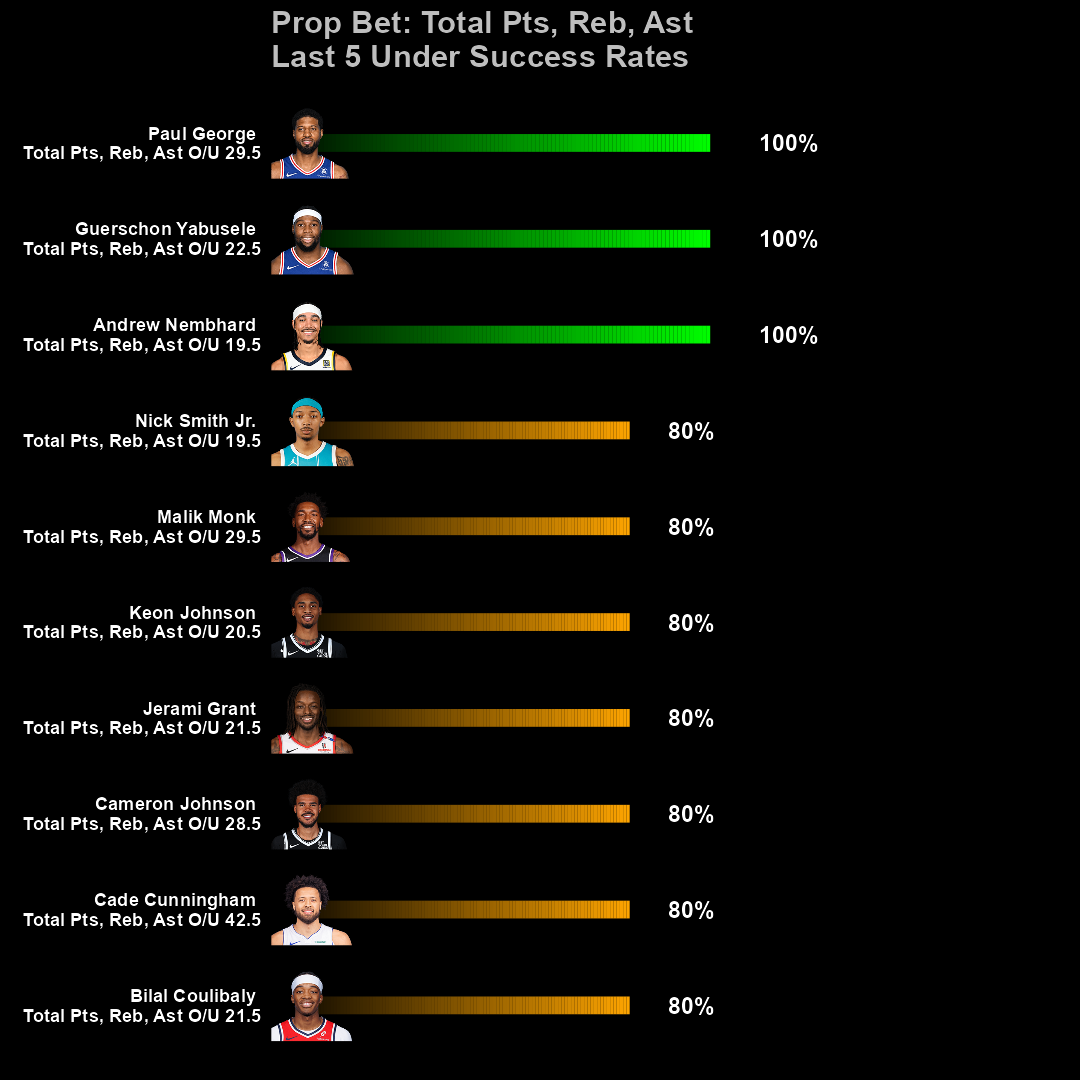 Prop Bet: Total Pts, Reb, Ast
Last 5 Under Success Rates
Paul George
Total Pts, Reb, Ast O/U 29.5
100%
Guerschon Yabusele
Total Pts, Reb, Ast O/U 22.5
100%
Andrew Nembhard
Total Pts, Reb, Ast O/U 19.5
100%
Nick Smith Jr.
Total Pts, Reb, Ast O/U 19.5
80%
Malik Monk
Total Pts, Reb, Ast O/U 29.5
80%
Keon Johnson
Total Pts, Reb, Ast O/U 20.5
80%
Jerami Grant
Total Pts, Reb, Ast O/U 21.5
80%
Cameron Johnson
Total Pts, Reb, Ast O/U 28.5
80%
Cade Cunningham
Total Pts, Reb, Ast O/U 42.5
80%
Bilal Coulibaly
Total Pts, Reb, Ast O/U 21.5
80%